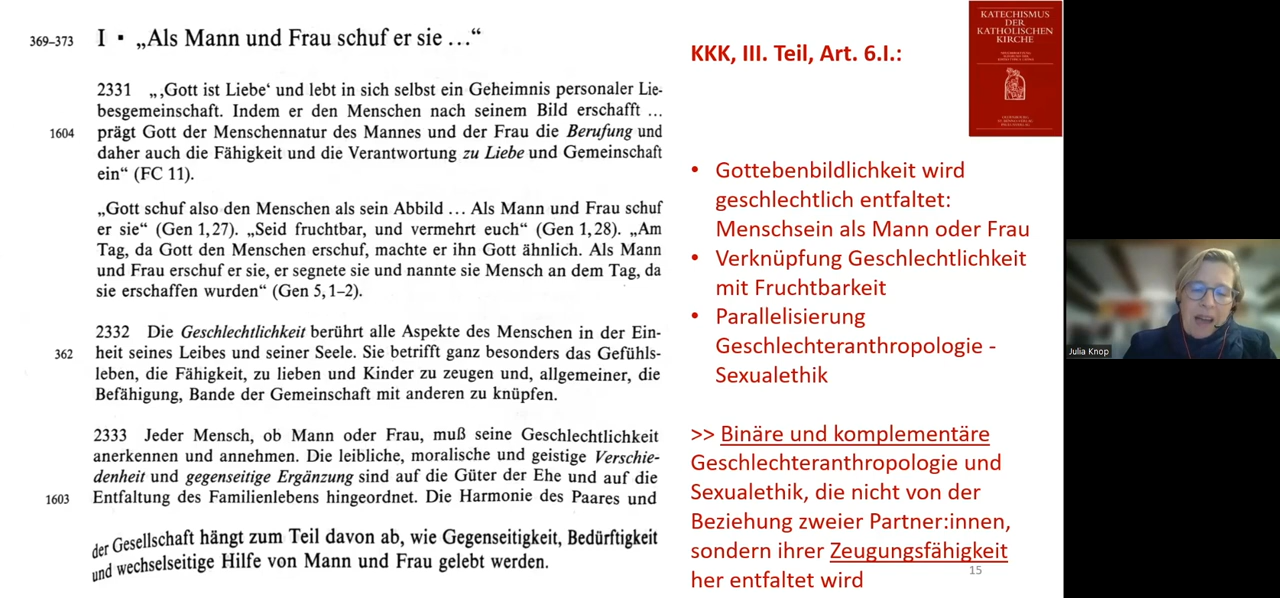 369–373 I ▪ „Als Mann und Frau schuf er sie …“
2331 „‚Gott ist Liebe‘ und lebt in sich selbst ein Geheimnis personaler Lie-
besgemeinschaft. Indem er den Menschen nach seinem Bild erschafft …
1604 prägt Gott der Menschennatur des Mannes und der Frau die Berufung und
daher auch die Fähigkeit und die Verantwortung zu Liebe und Gemeinschaft
ein“ (FC 11).
„Gott schuf also den Menschen als sein Abbild … Als Mann und Frau schuf
er sie“ (Gen 1,27). „Seid fruchtbar, und vermehrt euch“ (Gen 1,28). „Am
Tag, da Gott den Menschen erschuf, machte er ihn Gott ähnlich. Als Mann
und Frau erschuf er sie, er segnete sie und nannte sie Mensch an dem Tag, da
sie erschaffen wurden“ (Gen 5,1–2).
2332 Die Geschlechtlichkeit berührt alle Aspekte des Menschen in der Ein-
362 heit seines Leibes und seiner Seele. Sie betrifft ganz besonders das Gefühls-
leben, die Fähigkeit, zu lieben und Kinder zu zeugen und, allgemeiner, die
Befähigung, Bande der Gemeinschaft mit anderen zu knüpfen.
2333 Jeder Mensch, ob Mann oder Frau, muß seine Geschlechtlichkeit
anerkennen und annehmen. Die leibliche, moralische und geistige Verschie-
denheit und gegenseitige Ergänzung sind auf die Güter der Ehe und auf die
1603 Entfaltung des Familienlebens hingeordnet. Die Harmonie des Paares und
der Gesellschaft hängt zum Teil davon ab, wie Gegenseitigkeit, Bedürftigkeit
und wechselseitige Hilfe von Mann und Frau gelebt werden.
KKK, III. Teil, Art. 6.I.:
KATECHISMUS
DER
KATHOLISCHEN
KIRCHE
• Gottebenbildlichkeit wird
geschlechtlich entfaltet:
Menschsein als Mann oder Frau
• Verknüpfung Geschlechtlichkeit
mit Fruchtbarkeit
• Parallelisierung
Geschlechteranthropologie -
Sexualethik
>> Binäre und komplementäre
Geschlechteranthropologie und
Sexualethik, die nicht von der
Beziehung zweier Partner:innen,
sondern ihrer Zeugungsfähigkeit
her entfaltet wird
15
Julia Knop